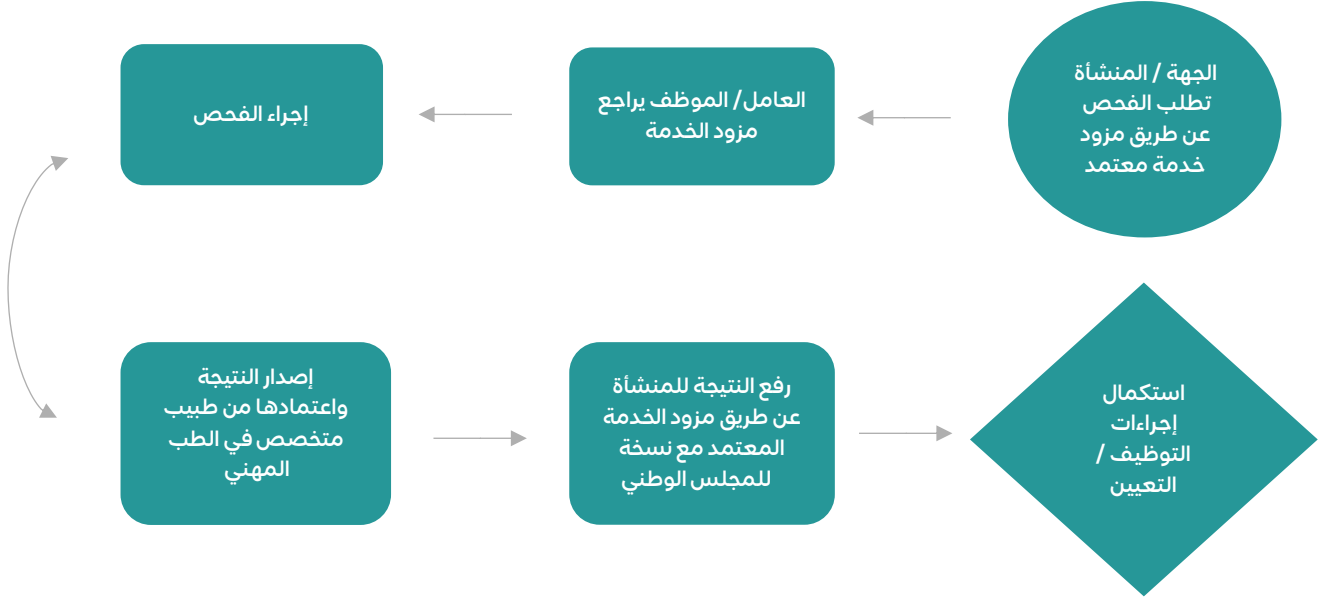 الجهة / المنشأة
تطلب الفحص
عن طريق مزود
خدمة معتمد
العامل/ الموظف يراجع
مزود الخدمة
إجراء الفحص
إصدار النتيجة
واعتمادها من طبيب
متخصص في الطب
المهني
رفع النتيجة للمنشأة
عن طريق مزود الخدمة
المعتمد مع نسخة
للمجلس الوطني
استكمال
إجراءات
التوظيف /
التعيين